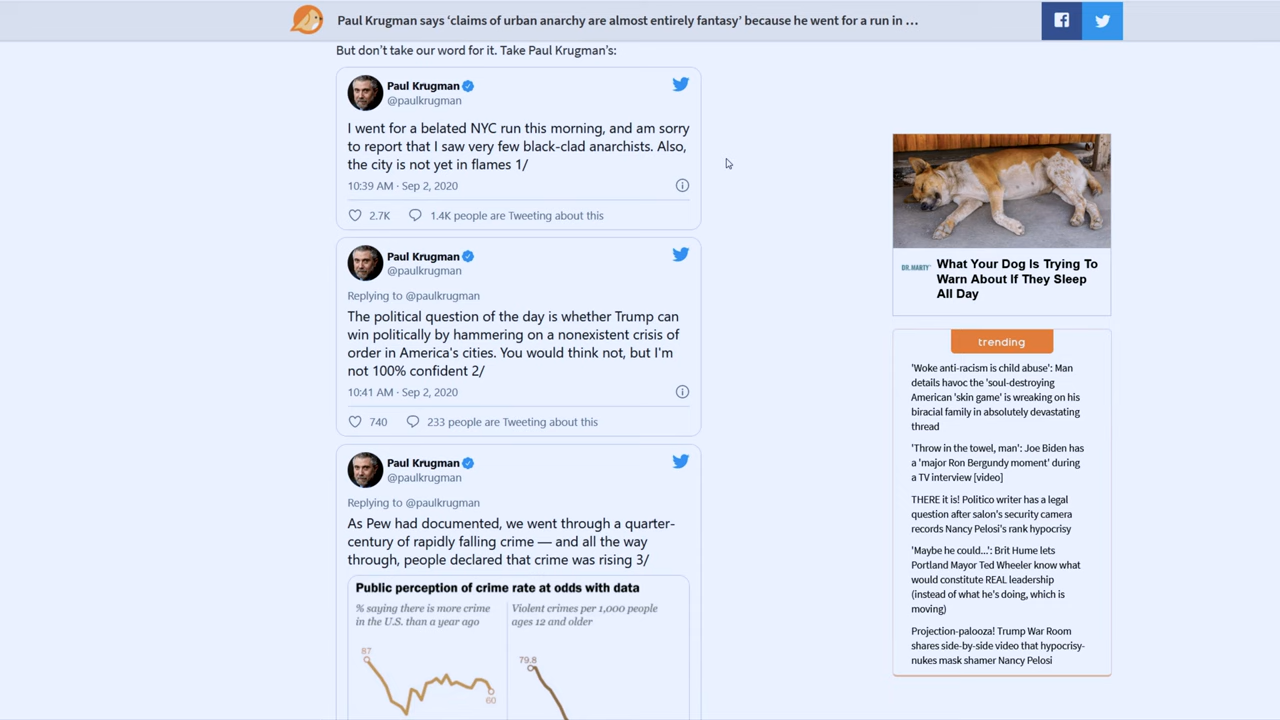 Paul Krugman says ‘claims of urban anarchy are almost entirely fantasy’ because he went for a run in …
But don’t take our word for it. Take Paul Krugman’s:
Paul Krugman
@paulkrugman
I went for a belated NYC run this morning, and am sorry
to report that I saw very few black-clad anarchists. Also,
the city is not yet in flames 1/
10:39 AM · Sep 2, 2020
2.7K 1.4K people are Tweeting about this
Paul Krugman
@paulkrugman
Replying to @paulkrugman
The political question of the day is whether Trump can
win politically by hammering on a nonexistent crisis of
order in America's cities. You would think not, but I'm
not 100% confident 2/
10:41 AM · Sep 2, 2020
740 233 people are Tweeting about this
Paul Krugman
@paulkrugman
Replying to @paulkrugman
As Pew had documented, we went through a quarter-
century of rapidly falling crime — and all the way
through, people declared that crime was rising 3/
Public perception of crime rate at odds with data
% saying there is more crime
in the U.S. than a year ago
Violent crimes per 1,000 people
ages 12 and older
87
60
79.8
DR. MARTY
What Your Dog Is Trying To
Warn About If They Sleep
All Day
trending
'Woke anti-racism is child abuse': Man
details havoc the 'soul-destroying
American 'skin game' is wreaking on his
biracial family in absolutely devastating
thread
'Throw in the towel, man': Joe Biden has
a 'major Ron Bergundy moment' during
a TV interview [video]
THERE it is! Politico writer has a legal
question after salon's security camera
records Nancy Pelosi's rank hypocrisy
'Maybe he could...': Brit Hume lets
Portland Mayor Ted Wheeler know what
would constitute REAL leadership
(instead of what he's doing, which is
moving)
Projection-palooza! Trump War Room
shares side-by-side video that hypocrisy-
nukes mask shamer Nancy Pelosi